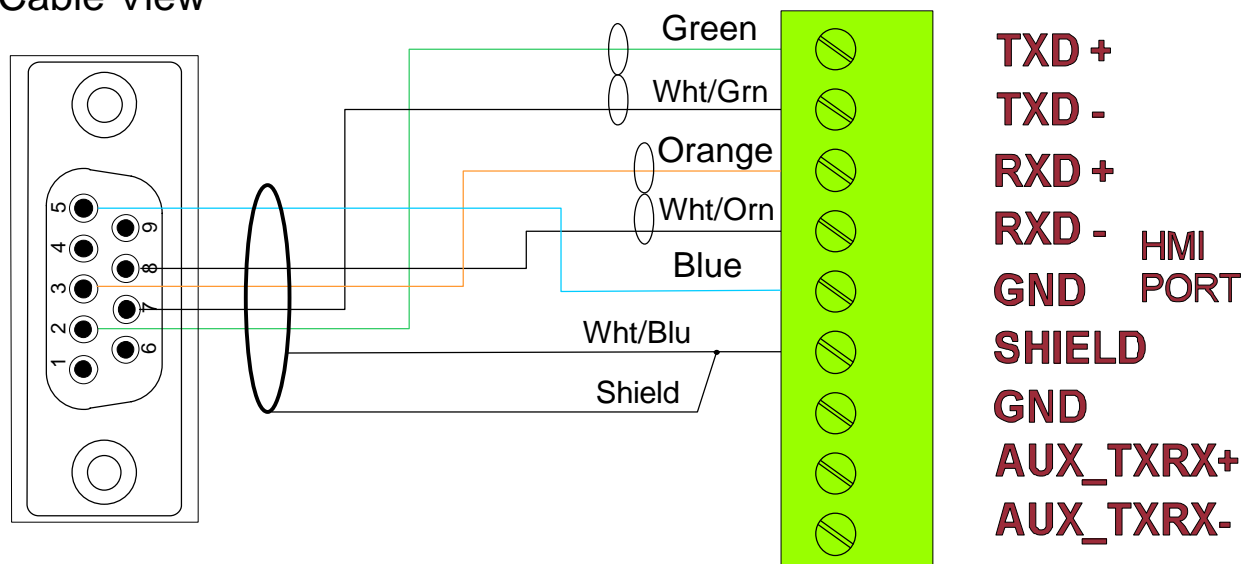 Cable View
5
9
4
8
3
7
2
6
1
Green
Wht/Grn
Orange
Wht/Orn
Blue
Wht/Blu
Shield
TXD +
TXD -
RXD +
RXD -
GND
SHIELD
GND
AUX_TXRX+
AUX_TXRX-
HMI
PORT